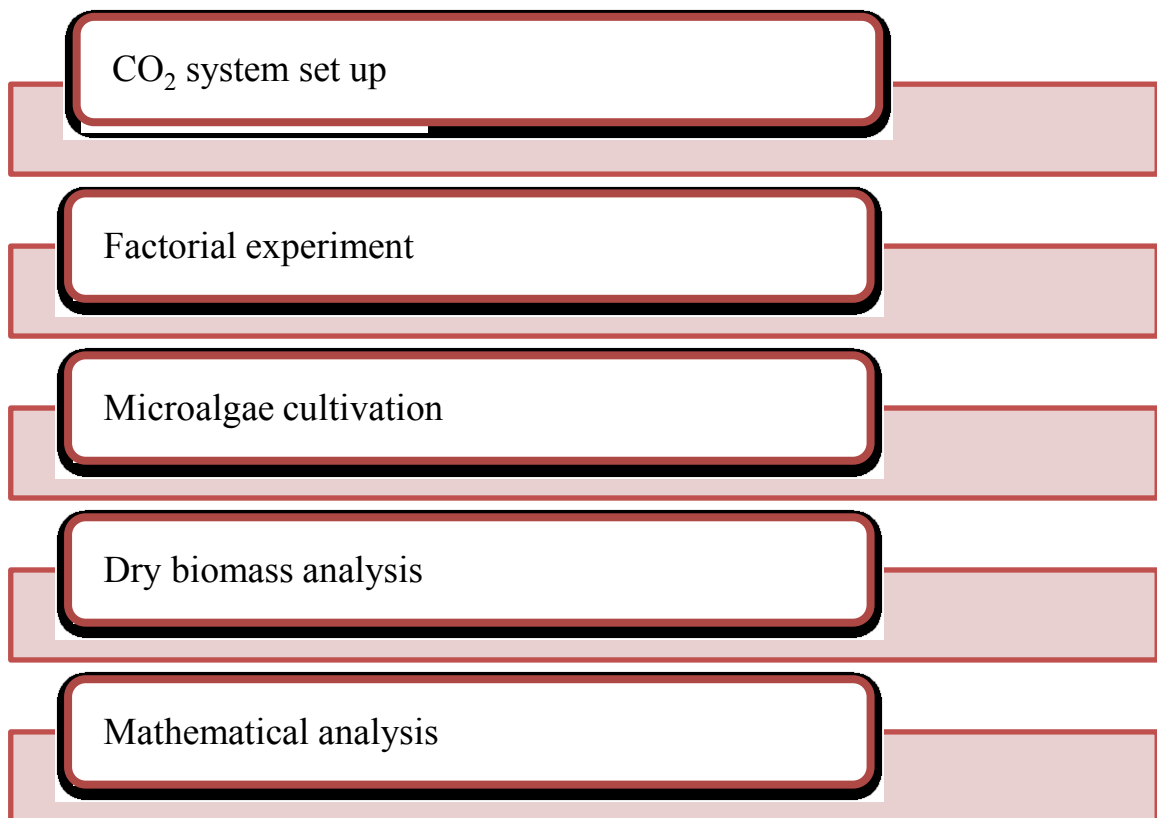 CO₂ system set up
Factorial experiment
Microalgae cultivation
Dry biomass analysis
Mathematical analysis